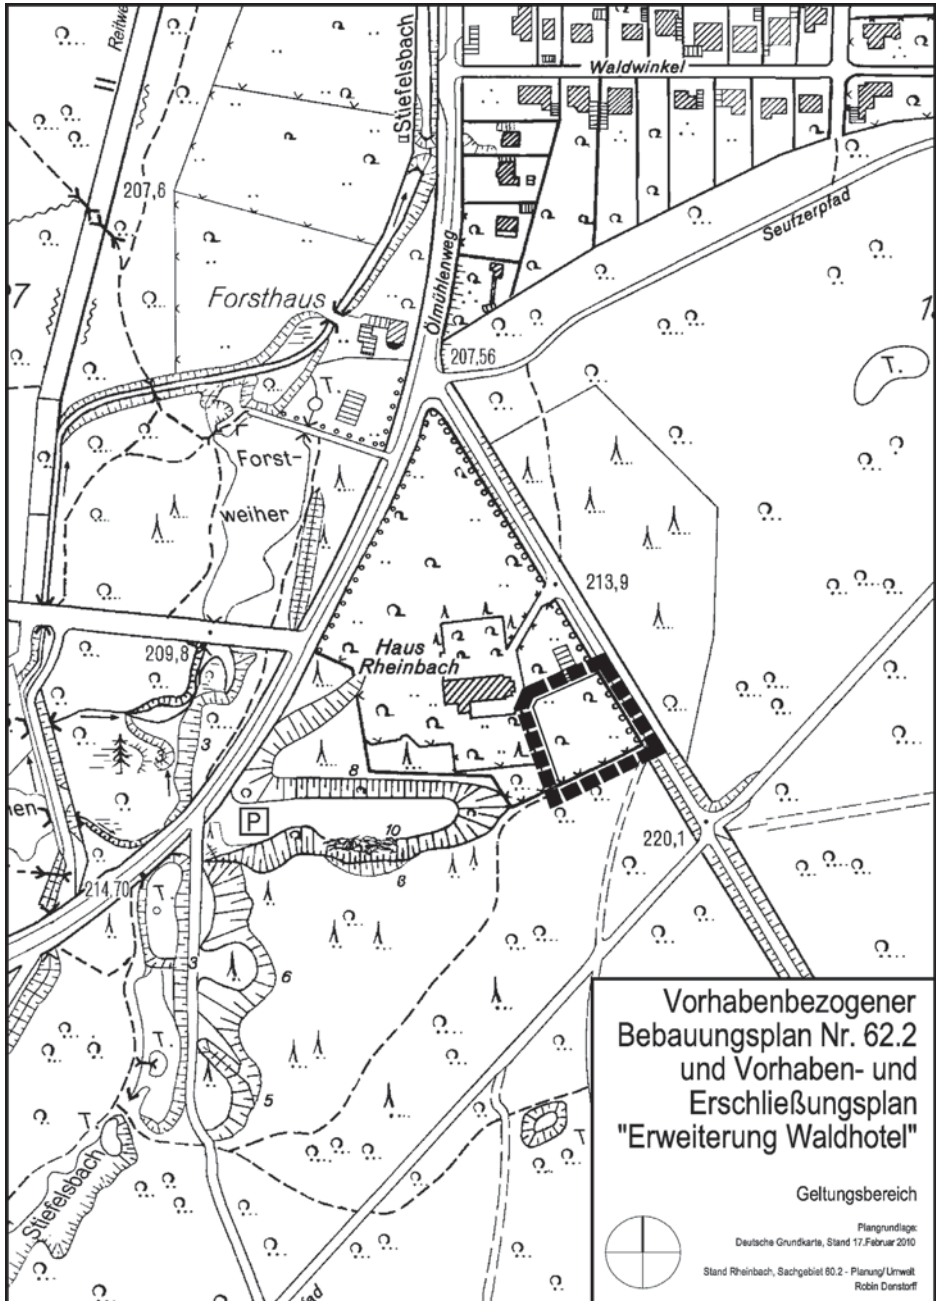 Reitwe
Stiefelsbach
Waldwinkel
207,6
Seufzerpfad
Ölmühlenweg
Forsthaus
207,56
T.
T.
Forst-
weiher
213,9
Haus
Rheinbach
209,8
3
3
8
P
10
8
220,1
214,70
T.
3
6
T.
5
T
T
Stiefelsbach
fad
Vorhabenbezogener
Bebauungsplan Nr. 62.2
und Vorhaben- und
Erschließungsplan
"Erweiterung Waldhotel"
Geltungsbereich
Plangrundlage:
Deutsche Grundkarte, Stand 17.Februar 2010
Stand Rheinbach, Sachgebiet 60.2 - Planung/ Umwelt
Robin Denstorff